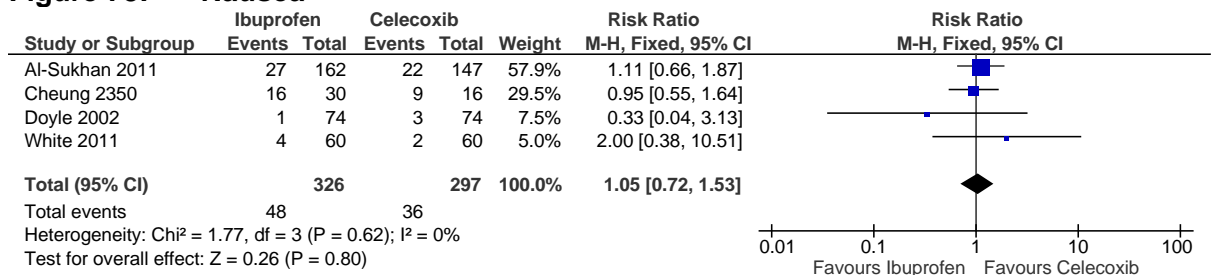 Ibuprofen Celecoxib Risk Ratio Risk Ratio
Study or Subgroup Events Total Events Total Weight M-H, Fixed, 95% CI M-H, Fixed, 95% CI
Al-Sukhan 2011 27 162 22 147 57.9% 1.11 [0.66, 1.87]
Cheung 2350 16 30 9 16 29.5% 0.95 [0.55, 1.64]
Doyle 2002 1 74 3 74 7.5% 0.33 [0.04, 3.13]
White 2011 4 60 2 60 5.0% 2.00 [0.38, 10.51]
Total (95% CI) 326 297 100.0% 1.05 [0.72, 1.53]
Total events 48 36
Heterogeneity: Chi² = 1.77, df = 3 (P = 0.62); I² = 0%
Test for overall effect: Z = 0.26 (P = 0.80)
0.01 0.1 1 10 100
Favours Ibuprofen Favours Celecoxib